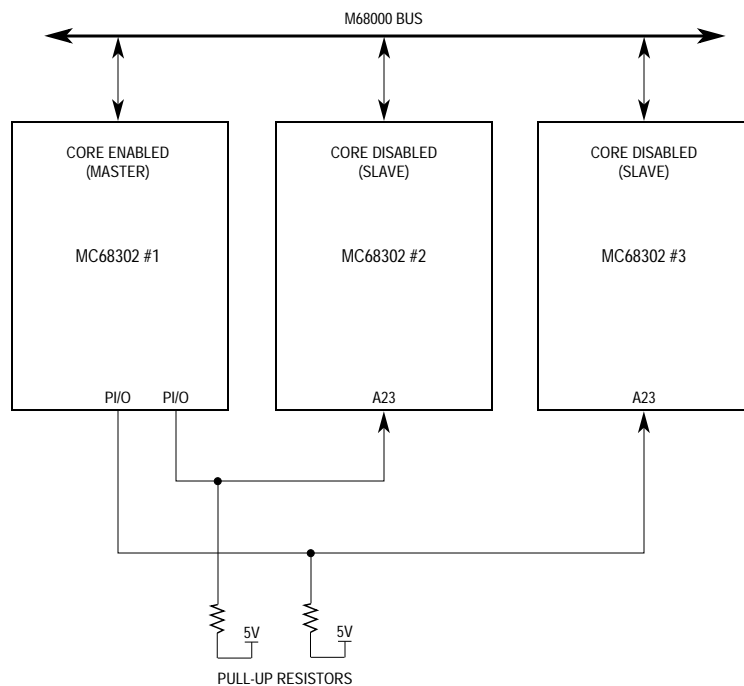 M68000 BUS
CORE ENABLED
(MASTER)
CORE DISABLED
(SLAVE)
CORE DISABLED
(SLAVE)
MC68302 #1
MC68302 #2
MC68302 #3
PI/O
PI/O
A23
A23
5V
5V
PULL-UP RESISTORS